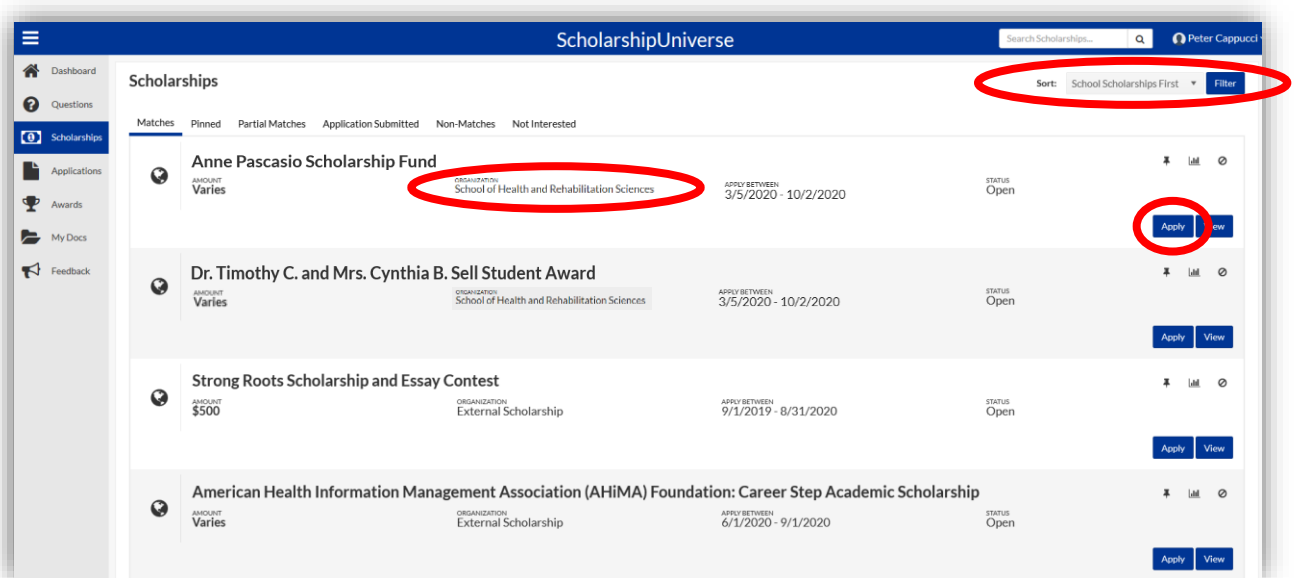 ScholarshipUniverse
Search Scholarships...
Peter Cappucci
Dashboard
Questions
Scholarships
Applications
Awards
My Docs
Feedback
Scholarships
Sort: School Scholarships First Filter
Matches Pinned Partial Matches Application Submitted Non-Matches Not Interested
Anne Pascasio Scholarship Fund
AMOUNT ORGANIZATION APPLY BETWEEN STATUS
Varies School of Health and Rehabilitation Sciences 3/5/2020 - 10/2/2020 Open
Apply
Dr. Timothy C. and Mrs. Cynthia B. Sell Student Award
AMOUNT ORGANIZATION APPLY BETWEEN STATUS
Varies School of Health and Rehabilitation Sciences 3/5/2020 - 10/2/2020 Open
Apply View
Strong Roots Scholarship and Essay Contest
AMOUNT ORGANIZATION APPLY BETWEEN STATUS
$500 External Scholarship 9/1/2019 - 8/31/2020 Open
Apply View
American Health Information Management Association (AHiMA) Foundation: Career Step Academic Scholarship
AMOUNT ORGANIZATION APPLY BETWEEN STATUS
Varies External Scholarship 6/1/2020 - 9/1/2020 Open
Apply View